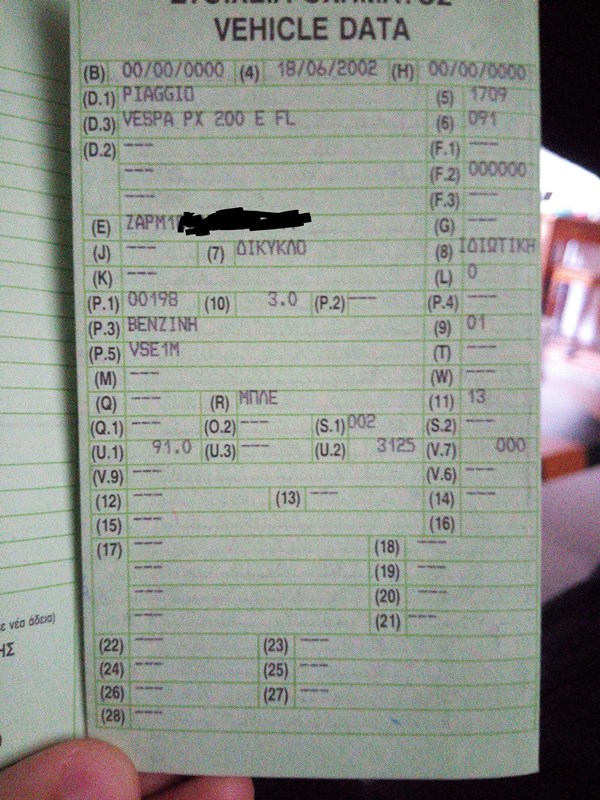 ΣΤΟΙΧΕΙΑ ΟΧΗΜΑΤΟΣ
VEHICLE DATA
(B) 00/00/0000 (4) 18/06/2002 (H) 00/00/0000
(D.1) PIAGGIO (5) 1709
(D.3) VESPA PX 200 E FL (6) 091
(D.2) --- (F.1) ---
--- (F.2) 000000
--- (F.3) ---
(E) ZAPM1 (G) ---
(J) --- (7) ΔΙΚΥΚΛΟ (8) ΙΔΙΩΤΙΚΗ
(K) --- (L) 0
(P.1) 00198 (10) 3.0 (P.2) --- (P.4) ---
(P.3) ΒΕΝΖΙΝΗ (9) 01
(P.5) VSE1M (T) ---
(M) --- (W) ---
(Q) --- (R) ΜΠΛΕ (11) 13
(Q.1) --- (O.2) --- (S.1) 002 (S.2) ---
(U.1) 91.0 (U.3) --- (U.2) 3125 (V.7) 000
(V.9) --- (V.6) ---
(12) --- (13) --- (14) ---
(15) --- (16)
(17) --- (18) ---
--- (19) ---
--- (20) ---
--- (21) ---
(22) --- (23) ---
(24) --- (25) ---
(26) --- (27) ---
(28) ---
ε νέα άδεια)
ΗΣ